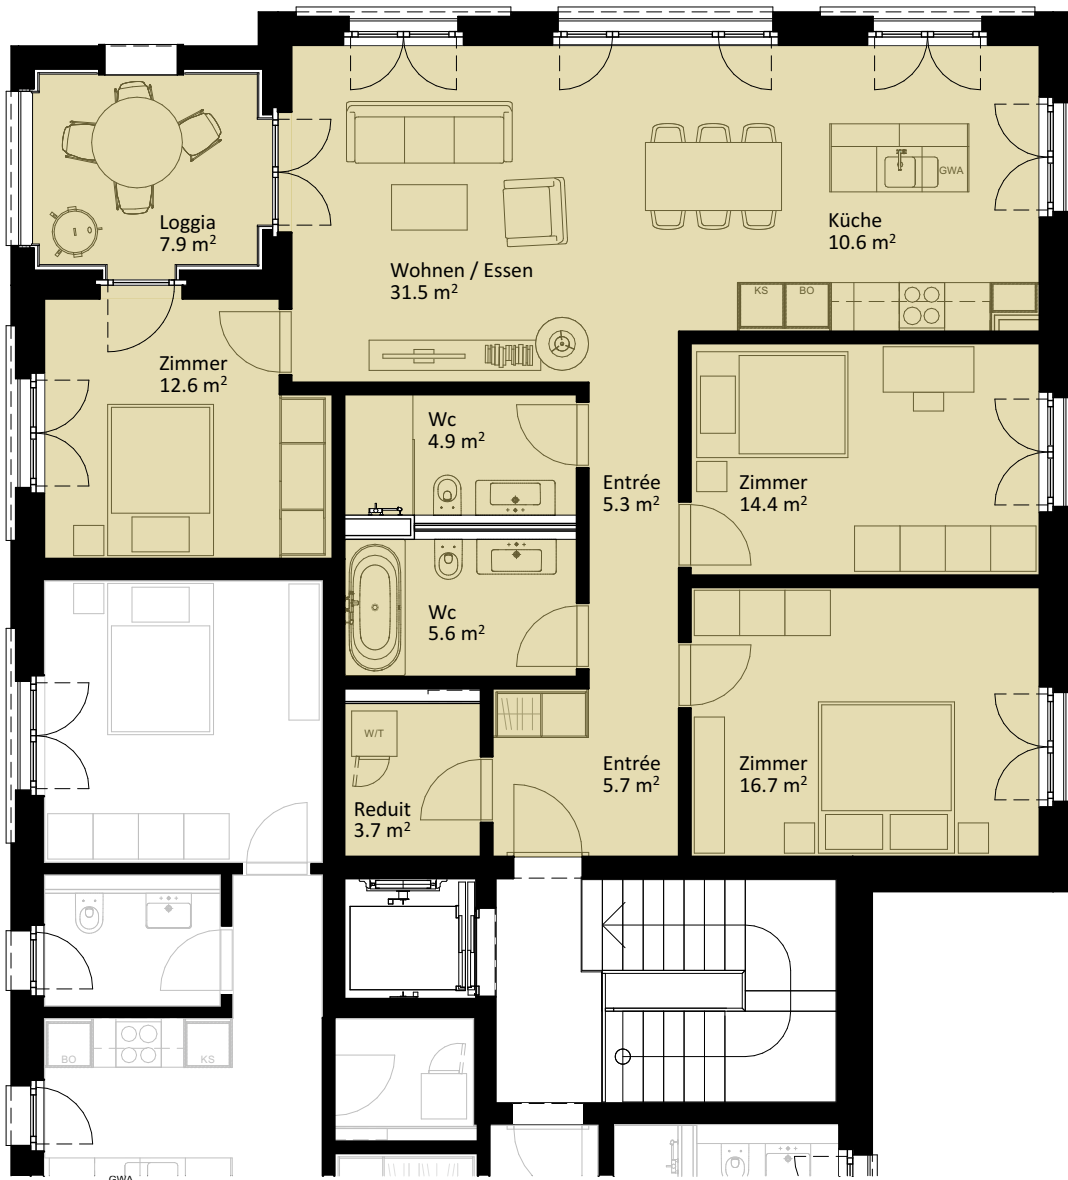 GWA
Loggia
7.9 m²
Küche
10.6 m²
Wohnen / Essen
31.5 m²
KS
BO
Zimmer
12.6 m²
Wc
4.9 m²
Entrée
5.3 m²
Zimmer
14.4 m²
Wc
5.6 m²
W/T
Entrée
5.7 m²
Zimmer
16.7 m²
Reduit
3.7 m²
BO
KS
GWA